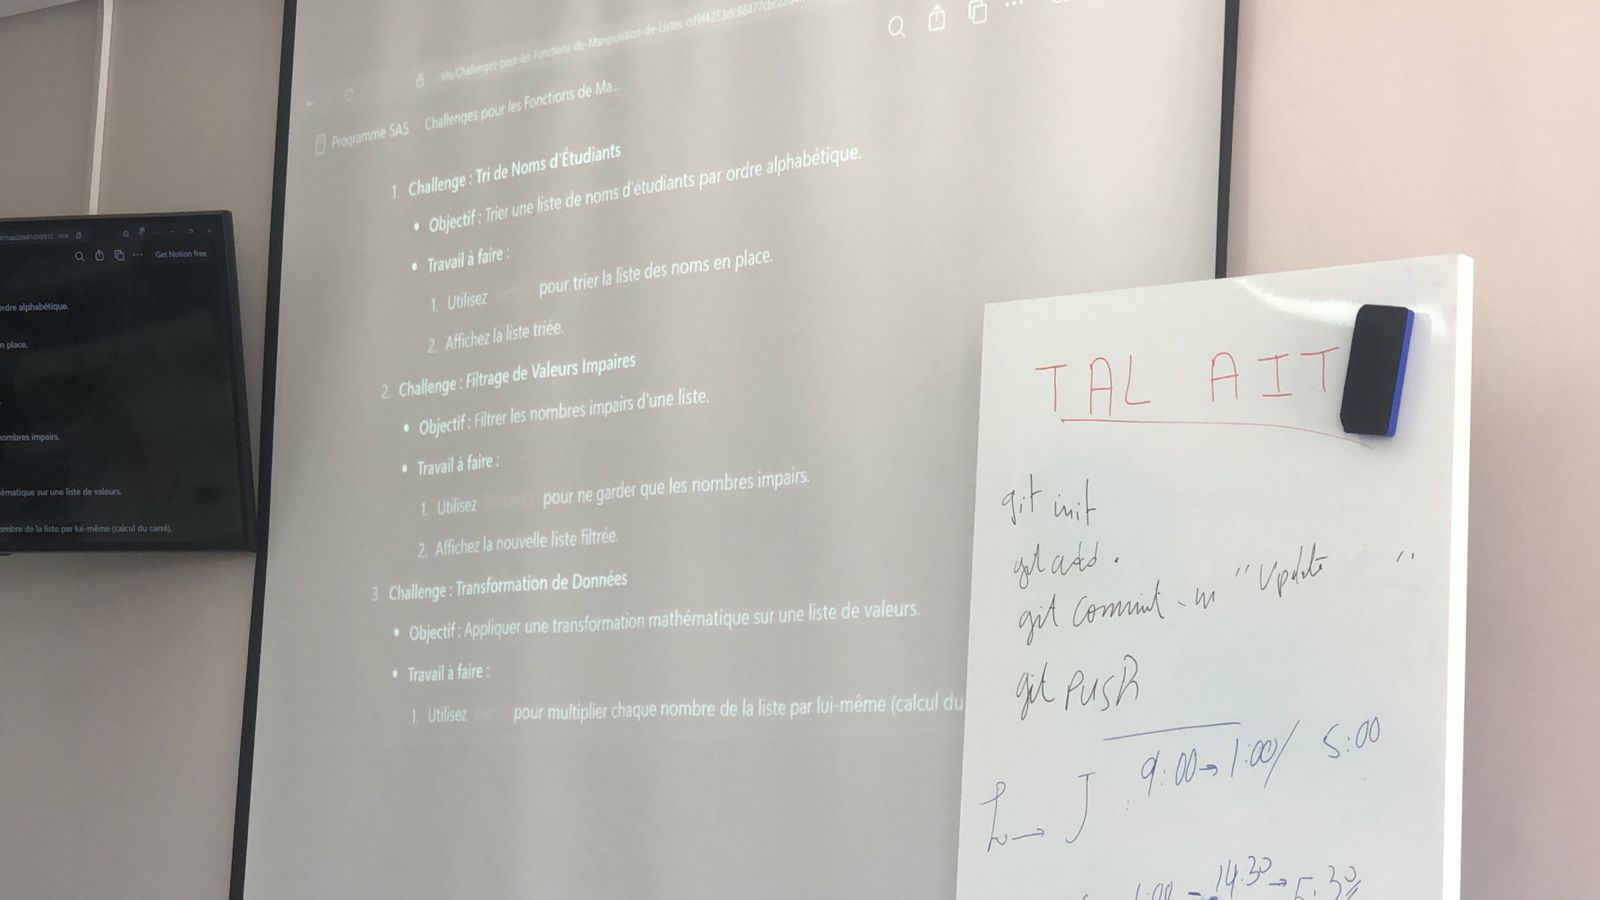 Programme SAS Challenges pour les Fonctions de Ma...
1. Challenge : Tri de Noms d'Étudiants
• Objectif : Trier une liste de noms d'étudiants par ordre alphabétique.
• Travail à faire :
1. Utilisez pour trier la liste des noms en place.
2. Affichez la liste triée.
2. Challenge : Filtrage de Valeurs Impaires
• Objectif : Filtrer les nombres impairs d'une liste.
• Travail à faire :
1. Utilisez pour ne garder que les nombres impairs.
2. Affichez la nouvelle liste filtrée.
3. Challenge : Transformation de Données
• Objectif : Appliquer une transformation mathématique sur une liste de valeurs.
• Travail à faire :
1. Utilisez pour multiplier chaque nombre de la liste par lui-même (calcul du
Get Notion free
ordre alphabétique.
n place.
nombres impairs.
ématique sur une liste de valeurs.
ombre de la liste par lui-même (calcul du carré).
TAL AIT
git init
git add .
git commit -m "Update "
git push
9:00→1:00/ 5:00
→ J
14:30→5:30